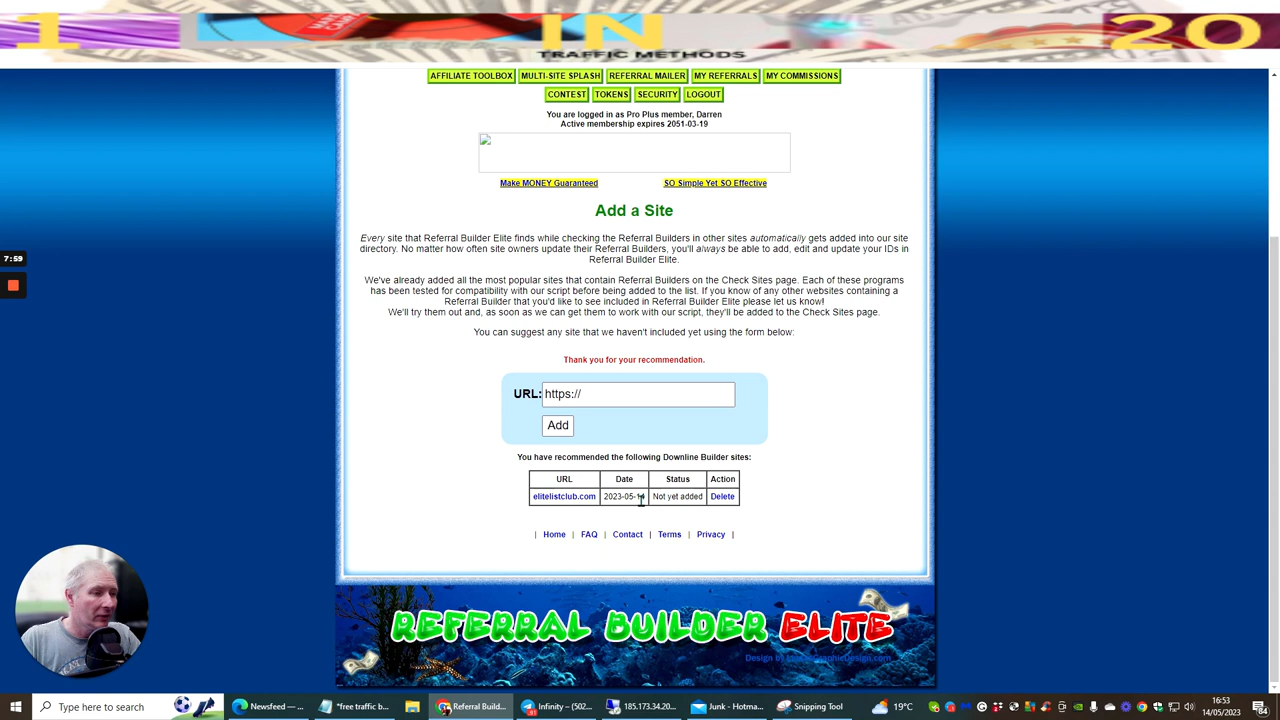 1 IN 20
TRAFFIC METHODS
AFFILIATE TOOLBOX MULTI-SITE SPLASH REFERRAL MAILER MY REFERRALS MY COMMISSIONS
CONTEST TOKENS SECURITY LOGOUT
You are logged in as Pro Plus member, Darren
Active membership expires 2051-03-19
Make MONEY Guaranteed SO Simple Yet SO Effective
Add a Site
Every site that Referral Builder Elite finds while checking the Referral Builders in other sites automatically gets added into our site
directory. No matter how often site owners update their Referral Builders, you'll always be able to add, edit and update your IDs in
Referral Builder Elite.
We've already added all the most popular sites that contain Referral Builders on the Check Sites page. Each of these programs
has been tested for compatibility with our script before being added to the list. If you know of any other websites containing a
Referral Builder that you'd like to see included in Referral Builder Elite please let us know!
We'll try them out and, as soon as we can get them to work with our script, they'll be added to the Check Sites page.
You can suggest any site that we haven't included yet using the form below:
7:59
Thank you for your recommendation.
URL: https://
Add
You have recommended the following Downline Builder sites:
URL Date Status Action
elitelistclub.com 2023-05-14 Not yet added Delete
| Home | FAQ | Contact | Terms | Privacy |
REFERRAL BUILDER ELITE
Type here to search Newsfeed — ... *free traffic b... Referral Build... Infinity – (502... 185.173.34.20... Junk - Hotma... Snipping Tool 19°C 16:53
14/05/2023